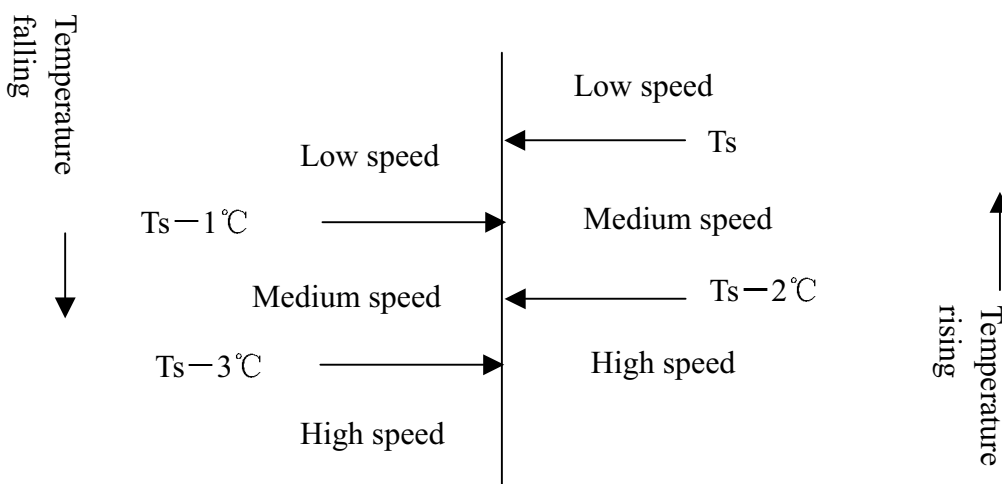 Temperature
falling
Low speed
Ts
Low speed
Ts－1℃
Medium speed
Medium speed
Ts－2℃
Ts－3℃
High speed
High speed
Temperature
rising